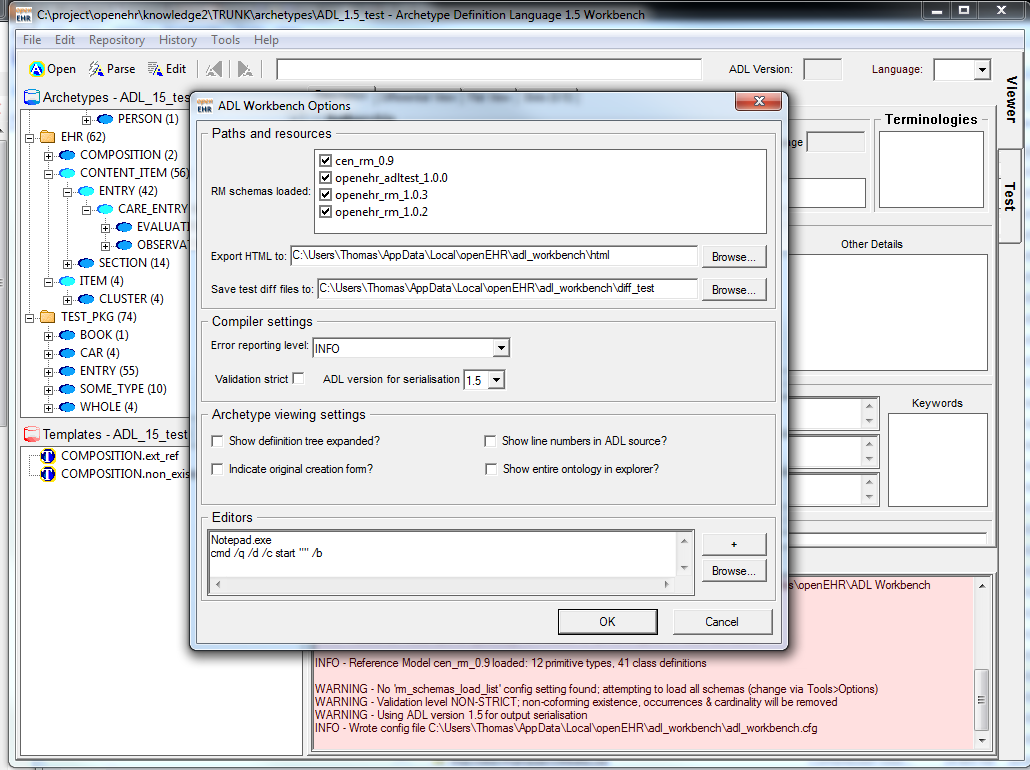 C:\project\openehr\knowledge2\TRUNK\archetypes\ADL_1.5_test - Archetype Definition Language 1.5 Workbench
File Edit Repository History Tools Help
Open Parse Edit ADL Version: Language:
Archetypes - ADL_15_tes
PERSON (1)
EHR (62)
COMPOSITION (2)
CONTENT_ITEM (56)
ENTRY (42)
CARE_ENTRY
EVALUATI
OBSERVA
SECTION (14)
ITEM (4)
CLUSTER (4)
TEST_PKG (74)
BOOK (1)
CAR (4)
ENTRY (55)
SOME_TYPE (10)
WHOLE (4)
Templates - ADL_15_test
COMPOSITION.ext_ref
COMPOSITION.non_exis
open EHR ADL Workbench Options
Paths and resources
RM schemas loaded:
cen_rm_0.9
openehr_adltest_1.0.0
openehr_rm_1.0.3
openehr_rm_1.0.2
Export HTML to: C:\Users\Thomas\AppData\Local\openEHR\adl_workbench\html Browse...
Save test diff files to: C:\Users\Thomas\AppData\Local\openEHR\adl_workbench\diff_test Browse...
Compiler settings
Error reporting level: INFO
Validation strict ADL version for serialisation 1.5
Archetype viewing settings
Show defiinition tree expanded? Show line numbers in ADL source?
Indicate original creation form? Show entire ontology in explorer?
Editors
Notepad.exe
cmd /q /d /c start "" /b
+
Browse...
OK Cancel
ge
Terminologies
Other Details
Keywords
Viewer
Test
s\openEHR\ADL Workbench
INFO - Reference Model cen_rm_0.9 loaded: 12 primitive types, 41 class definitions
WARNING - No 'rm_schemas_load_list' config setting found; attempting to load all schemas (change via Tools>Options)
WARNING - Validation level NON-STRICT; non-coforming existence, occurrences & cardinality will be removed
WARNING - Using ADL version 1.5 for output serialisation
INFO - Wrote config file C:\Users\Thomas\AppData\Local\openEHR\adl_workbench\adl_workbench.cfg